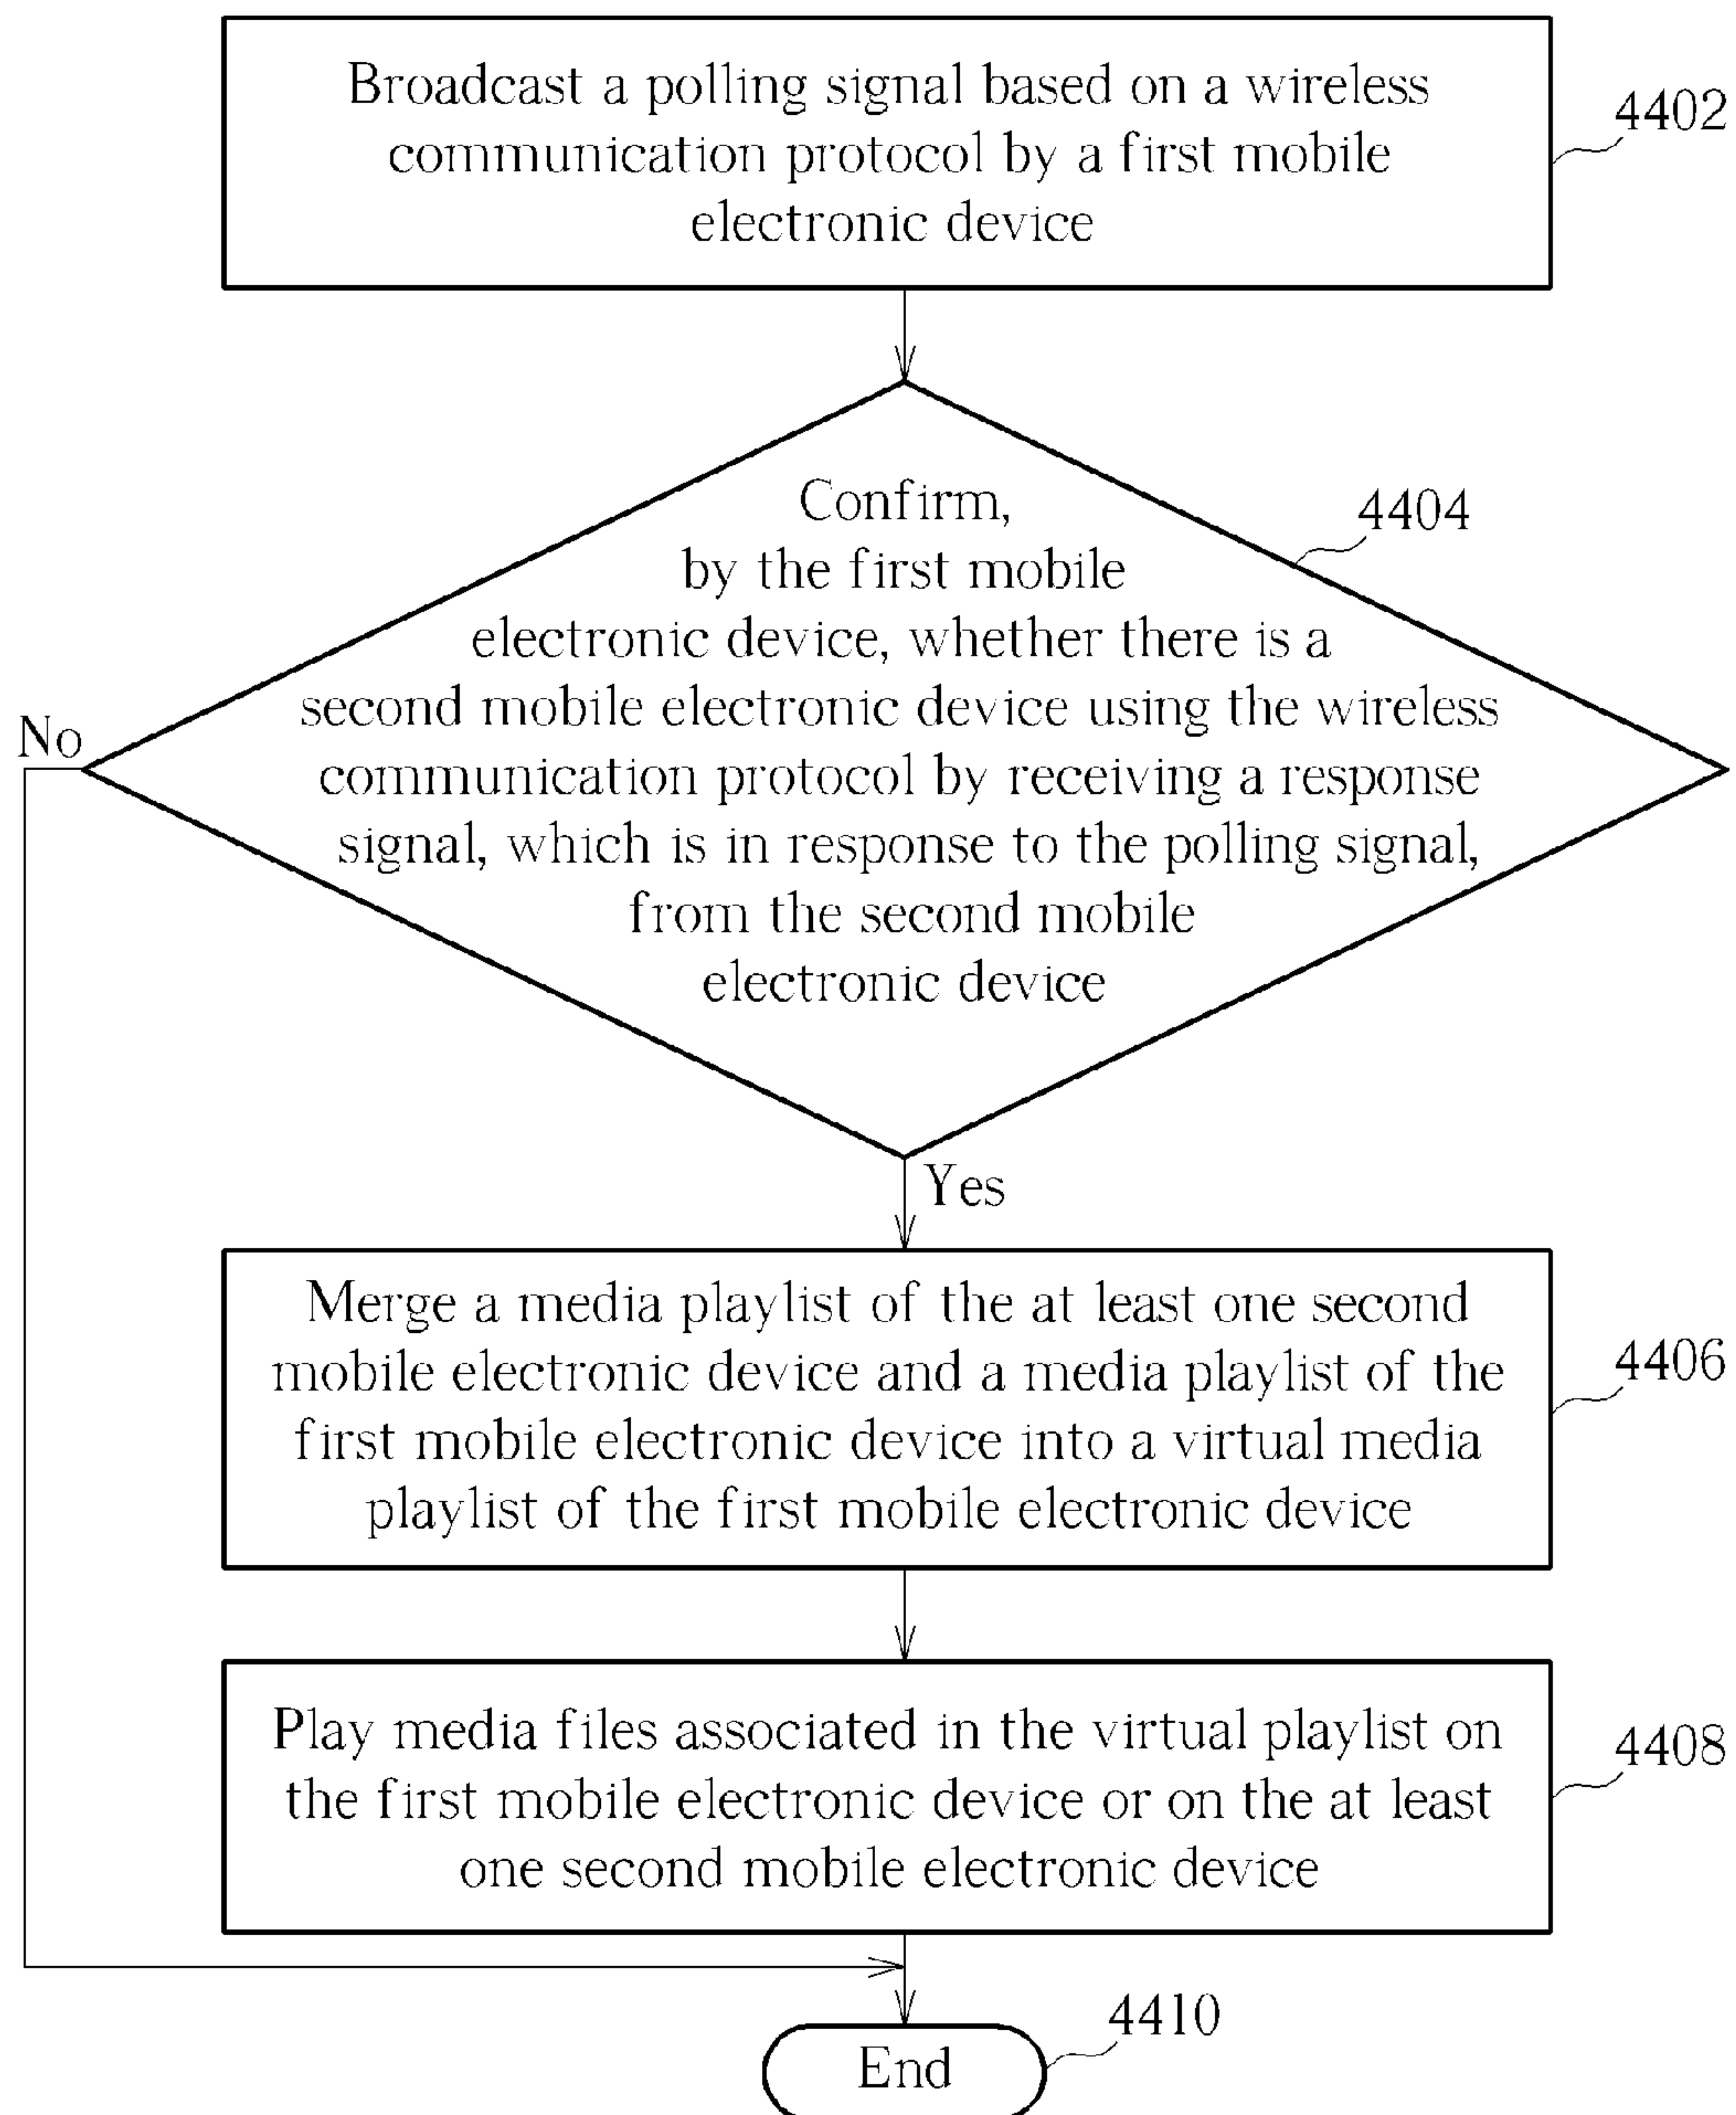 Broadcast a polling signal based on a wireless
communication protocol by a first mobile
electronic device
4402
Confirm,
by the first mobile
electronic device, whether there is a
second mobile electronic device using the wireless
communication protocol by receiving a response
signal, which is in response to the polling signal,
from the second mobile
electronic device
4404
No
Yes
Merge a media playlist of the at least one second
mobile electronic device and a media playlist of the
first mobile electronic device into a virtual media
playlist of the first mobile electronic device
4406
Play media files associated in the virtual playlist on
the first mobile electronic device or on the at least
one second mobile electronic device
4408
End
4410